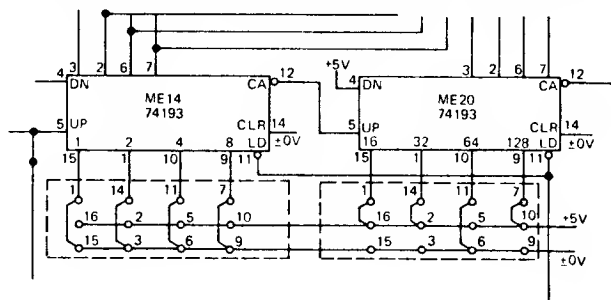 3 2 6 7 3 2 6 7
4 DN CA 12 +5V 4 DN CA 12
ME14 ME20
74193 74193
5 UP CLR 14 5 UP CLR 14
±0V ±0V
1 2 4 8 LD 16 32 64 128 LD
15 1 10 9 11 15 1 10 9 11
1 14 11 7 1 14 11 7
16 2 5 10 16 2 5 10 +5V
15 3 6 9 15 3 6 9 ±0V